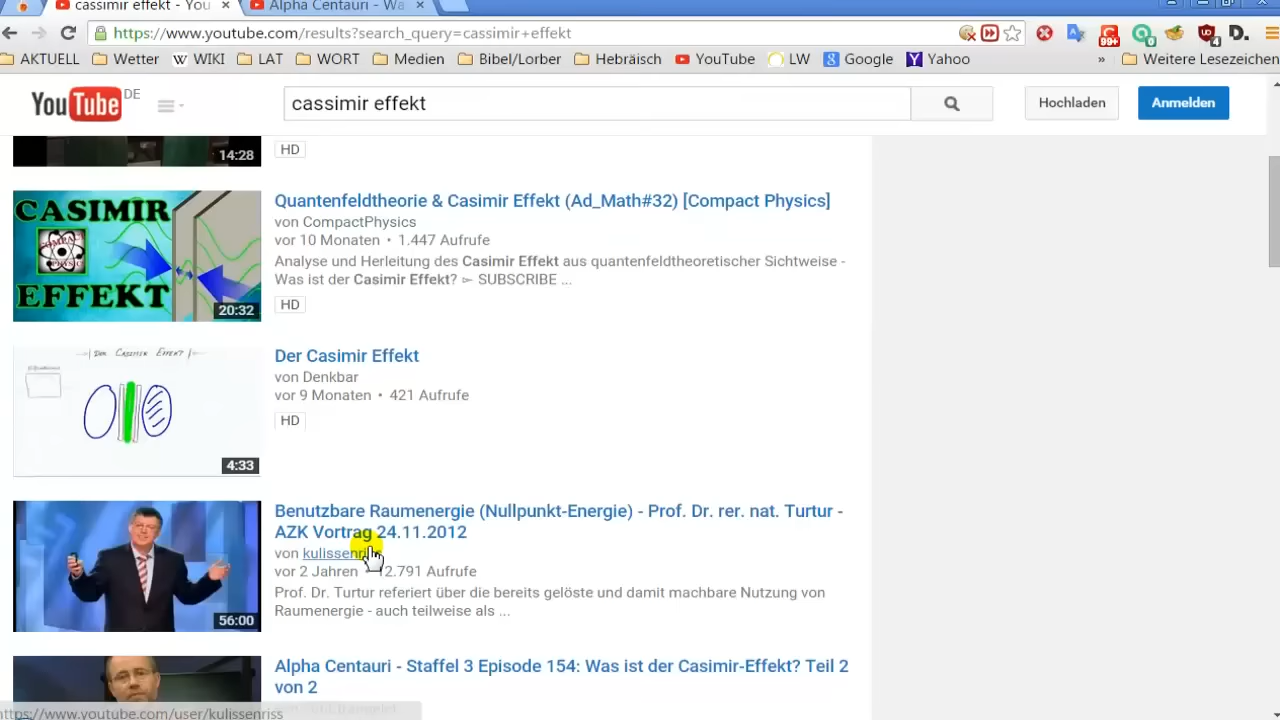 cassimir effekt - You
Alpha Centauri - Wa
https://www.youtube.com/results?search_query=cassimir+effekt
AKTUELL Wetter WIKI LAT WORT Medien Bibel/Lorber Hebräisch YouTube LW Google Yahoo » Weitere Lesezeichen
YouTube DE
cassimir effekt
Hochladen
Anmelden
14:28
HD
CASIMIR
EFFEKT
20:32
Quantenfeldtheorie & Casimir Effekt (Ad_Math#32) [Compact Physics]
von CompactPhysics
vor 10 Monaten • 1.447 Aufrufe
Analyse und Herleitung des Casimir Effekt aus quantenfeldtheoretischer Sichtweise -
Was ist der Casimir Effekt? ► SUBSCRIBE ...
HD
Der Casimir Effekt
4:33
Der Casimir Effekt
von Denkbar
vor 9 Monaten • 421 Aufrufe
HD
56:00
Benutzbare Raumenergie (Nullpunkt-Energie) - Prof. Dr. rer. nat. Turtur -
AZK Vortrag 24.11.2012
von kulissenriss
vor 2 Jahren • 2.791 Aufrufe
Prof. Dr. Turtur referiert über die bereits gelöste und damit machbare Nutzung von
Raumenergie - auch teilweise als ...
Alpha Centauri - Staffel 3 Episode 154: Was ist der Casimir-Effekt? Teil 2
von 2
https://www.youtube.com/user/kulissenriss